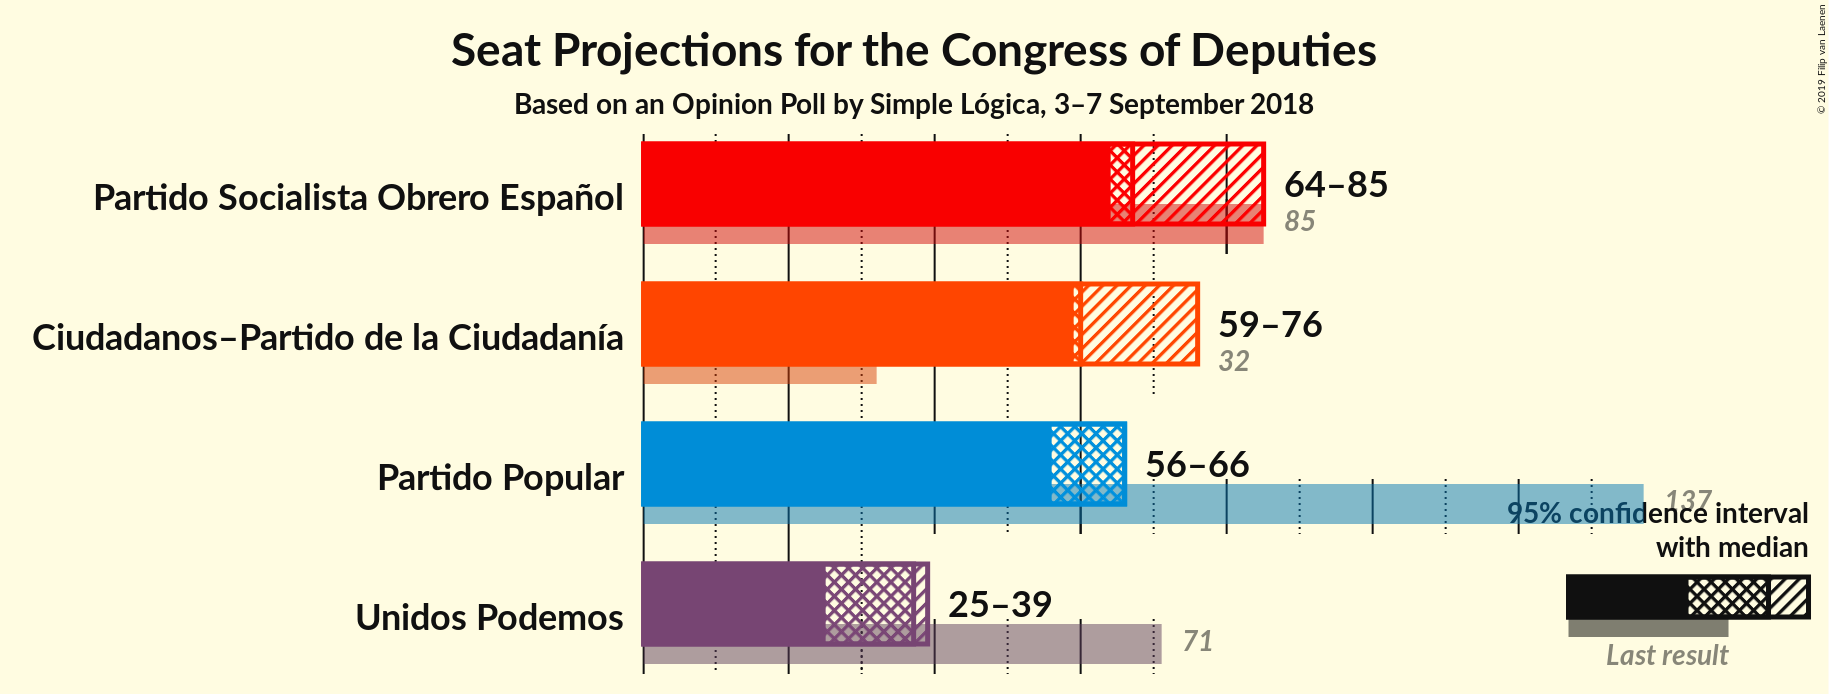 Seat Projections for the Congress of Deputies
Based on an Opinion Poll by Simple Lógica, 3–7 September 2018
© 2019 Filip van Laenen
Partido Socialista Obrero Español
64–85
85
Ciudadanos–Partido de la Ciudadanía
59–76
32
Partido Popular
56–66
137
95% confidence interval
with median
Unidos Podemos
25–39
71
Last result